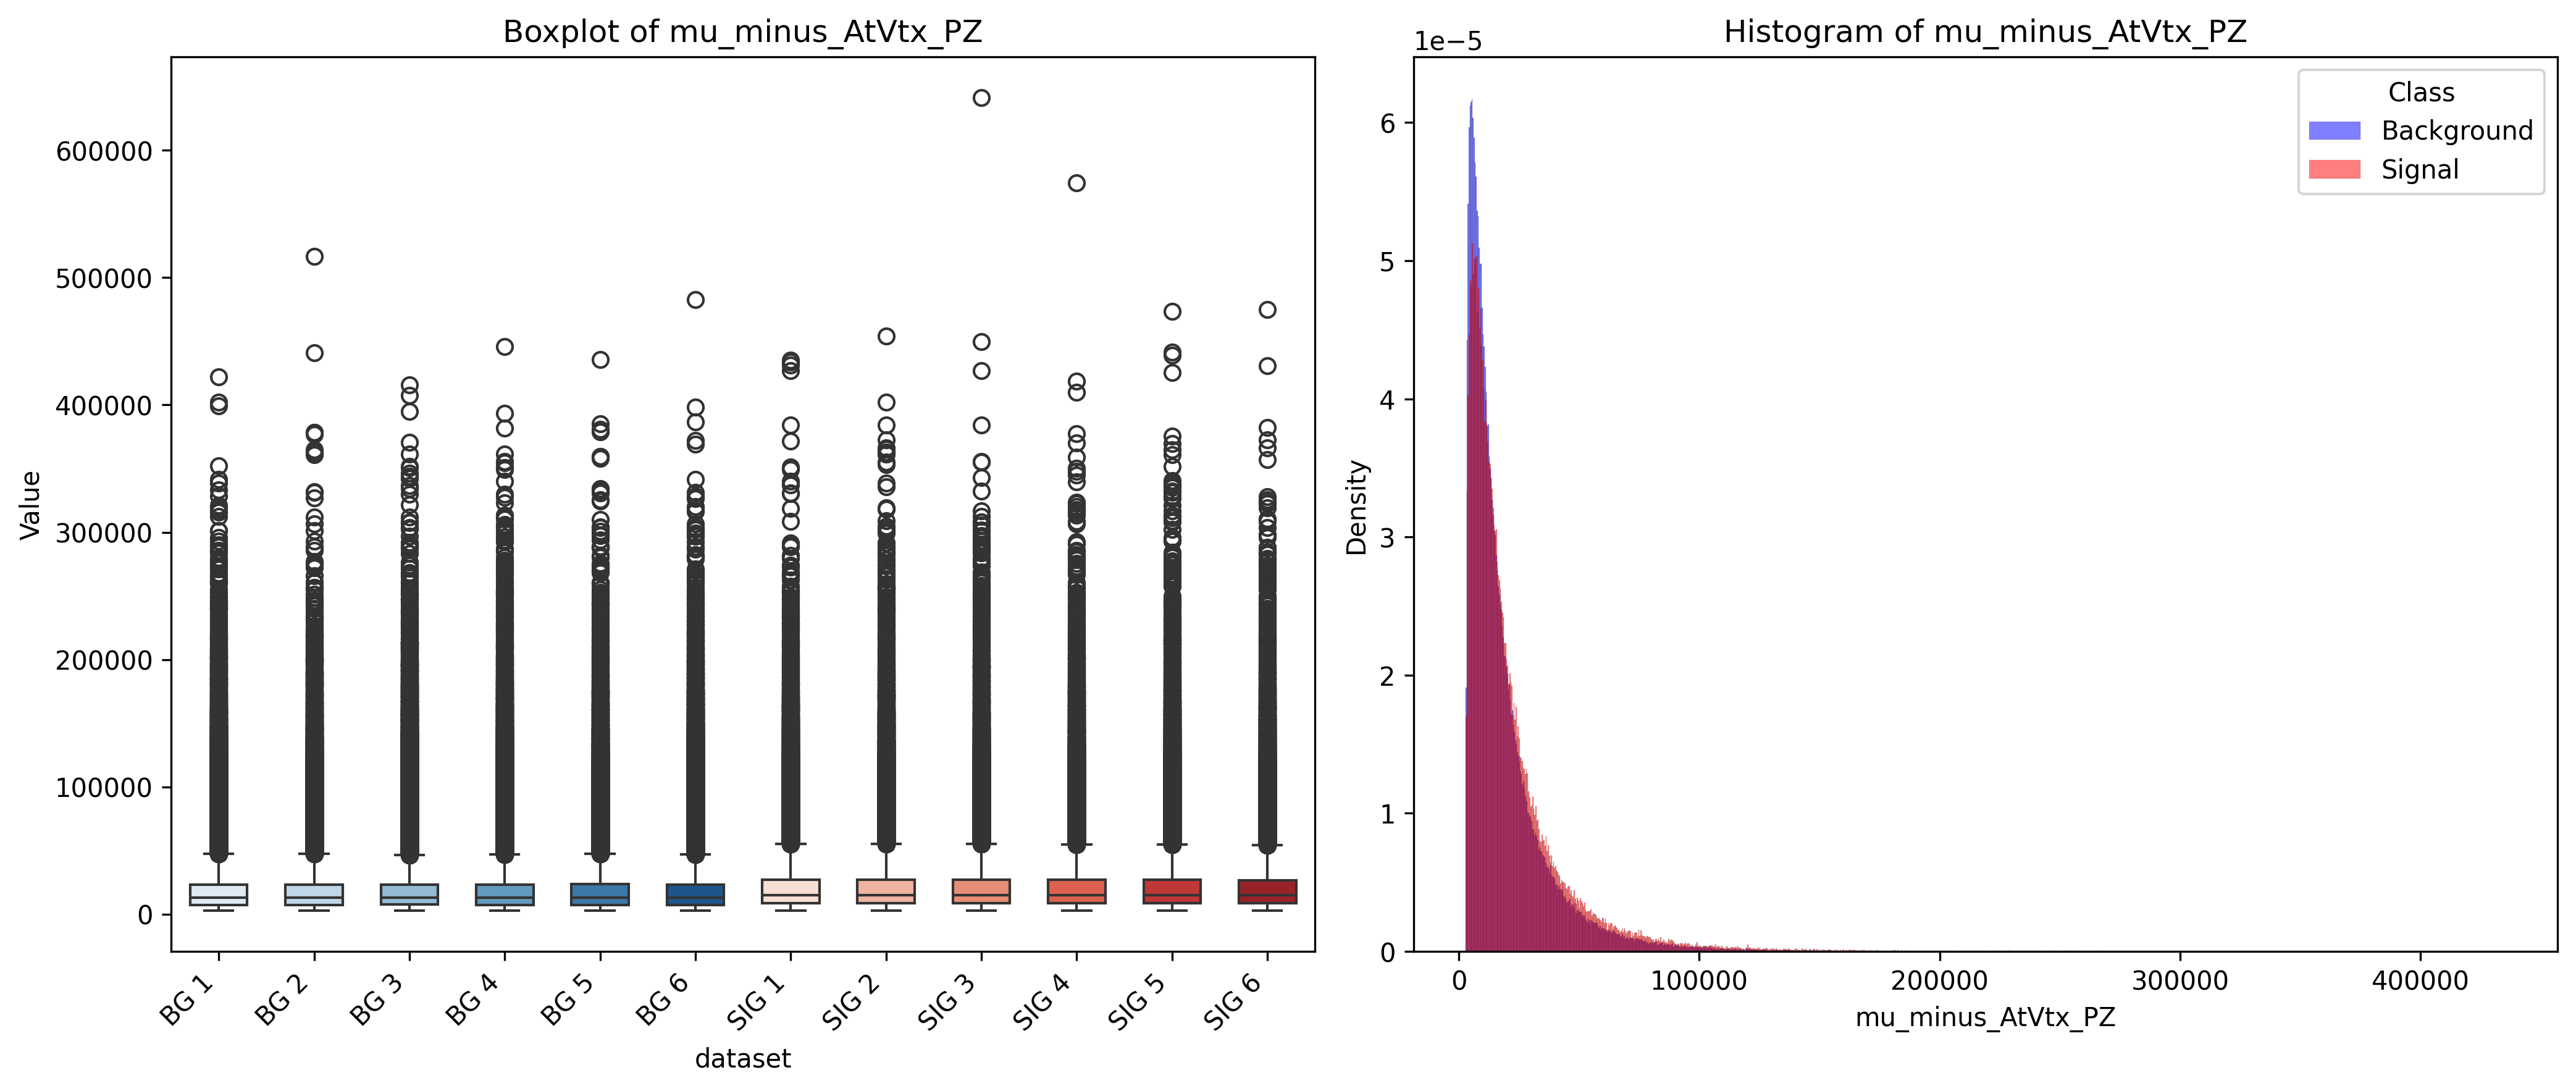 Boxplot of mu_minus_AtVtx_PZ
Value
600000
500000
400000
300000
200000
100000
0
BG 1
BG 2
BG 3
BG 4
BG 5
BG 6
SIG 1
SIG 2
SIG 3
SIG 4
SIG 5
SIG 6
dataset
Histogram of mu_minus_AtVtx_PZ
1e−5
Density
6
5
4
3
2
1
0
Class
Background
Signal
0
100000
200000
300000
400000
mu_minus_AtVtx_PZ